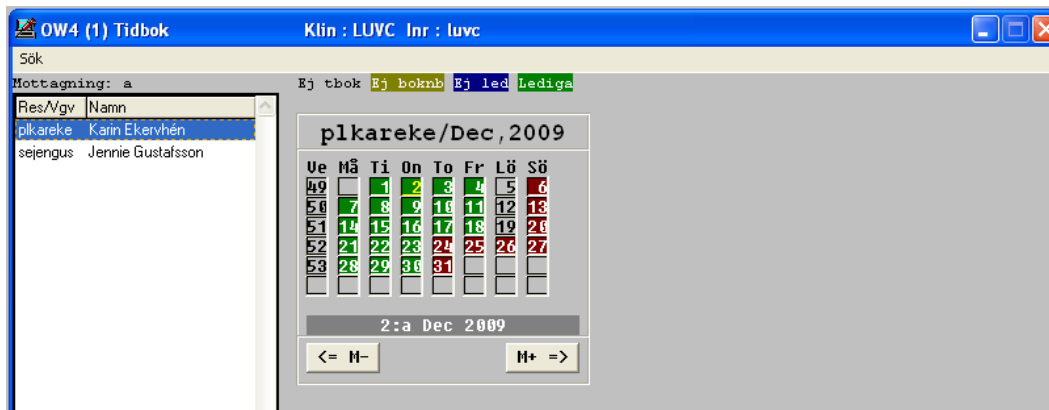 OW4 (1) Tidbok Klin : LUVC Inr : luvc
Sök
Mottagning: a Ej tbok Ej boknb Ej led Lediga
Res/Vgv Namn
plkareke Karin Ekervhén
sejengus Jennie Gustafsson
plkareke/Dec,2009
Ve Må Ti On To Fr Lö Sö
49 1 2 3 4 5 6
50 7 8 9 10 11 12 13
51 14 15 16 17 18 19 20
52 21 22 23 24 25 26 27
53 28 29 30 31
2:a Dec 2009
<= M- M+ =>